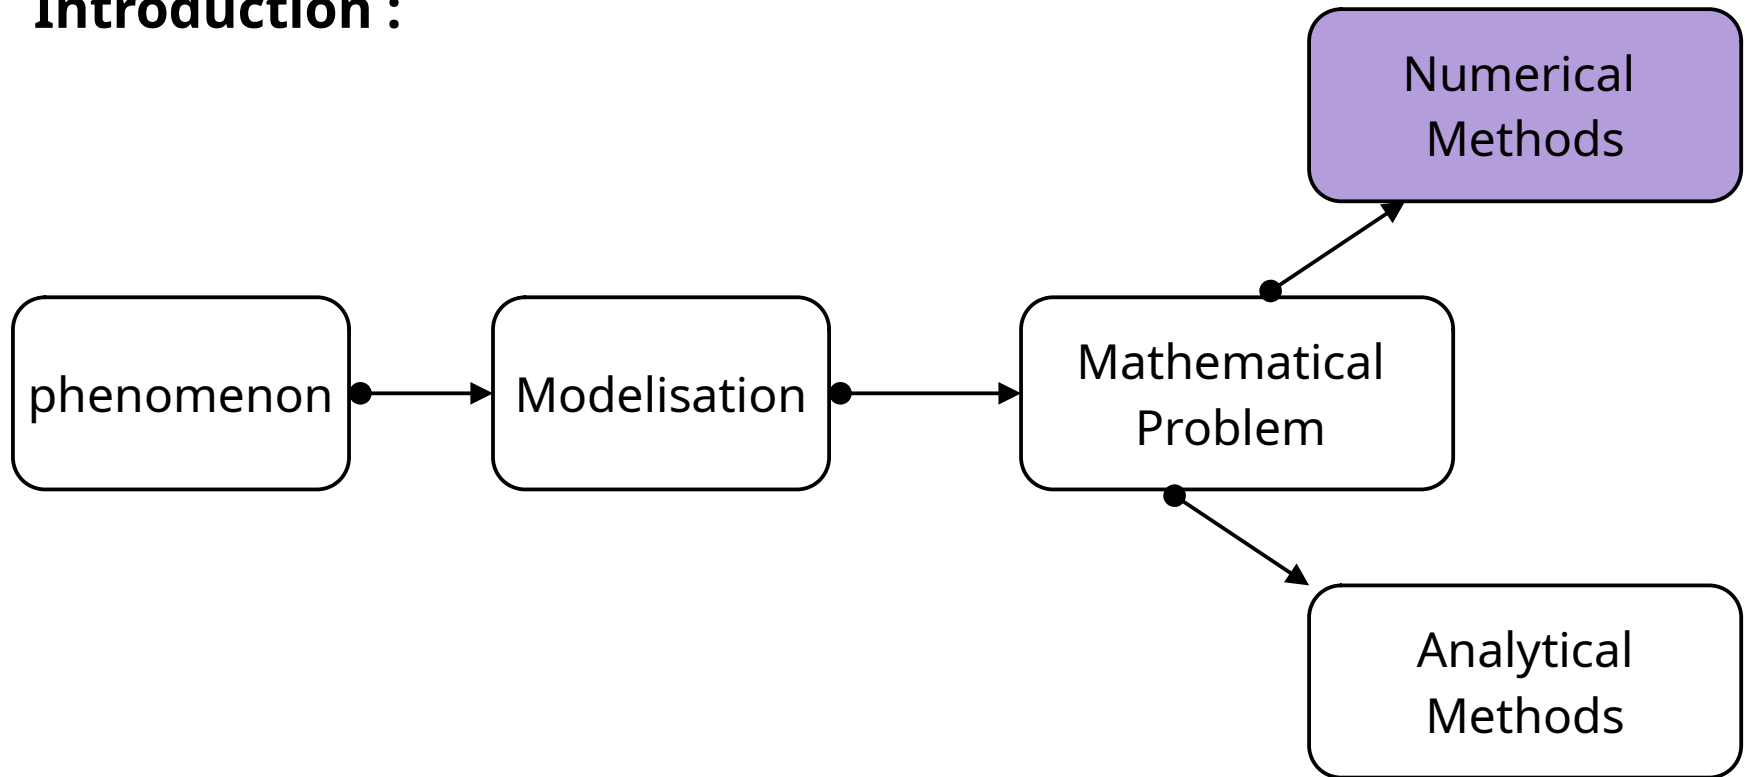 Introduction :
Numerical
Methods
phenomenon
Modelisation
Mathematical
Problem
Analytical
Methods